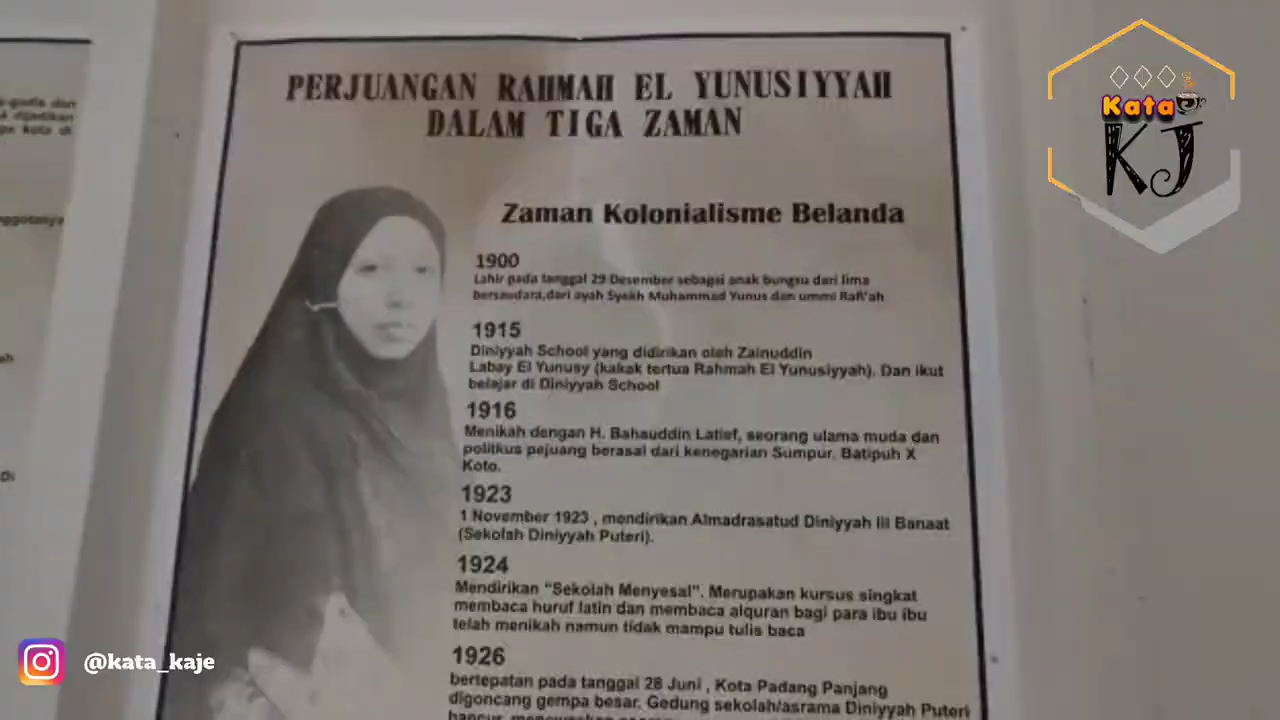 PERJUANGAN RAHMAH EL YUNUSIYYAH
DALAM TIGA ZAMAN
Zaman Kolonialisme Belanda
1900
Lahir pada tanggal 29 Desember sebagai anak bungsu dari lima
bersaudara,dari ayah Syekh Muhammad Yunus dan ummi Rafi'ah
1915
Diniyyah School yang didirikan oleh Zainuddin
Labay El Yunusy (kakak tertua Rahmah El Yunusiyyah). Dan ikut
belajar di Diniyyah School
1916
Menikah dengan H. Bahauddin Latief, seorang ulama muda dan
politkus pejuang berasal dari kenegarian Sumpur. Batipuh X
Koto.
1923
1 November 1923 , mendirikan Almadrasatud Diniyyah lil Banaat
(Sekolah Diniyyah Puteri).
1924
Mendirikan "Sekolah Menyesal". Merupakan kursus singkat
membaca huruf latin dan membaca alquran bagi para ibu ibu
telah menikah namun tidak mampu tulis baca
1926
bertepatan pada tanggal 28 Juni , Kota Padang Panjang
digoncang gempa besar. Gedung sekolah/asrama Diniyyah Puteri
Kata
KJ
@kata_kaje